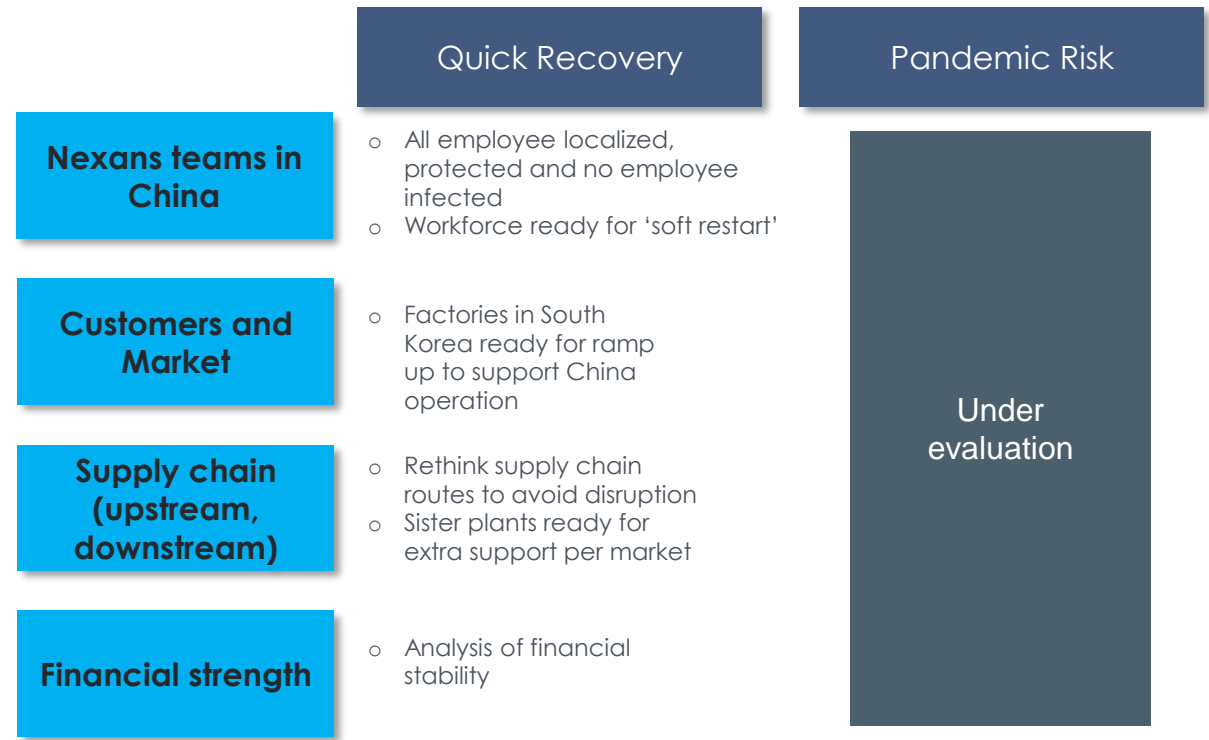 Quick Recovery
Pandemic Risk
Nexans teams in
China
o All employee localized,
protected and no employee
infected
o Workforce ready for ‘soft restart’
Customers and
Market
o Factories in South
Korea ready for ramp
up to support China
operation
Supply chain
(upstream,
downstream)
o Rethink supply chain
routes to avoid disruption
o Sister plants ready for
extra support per market
Financial strength
o Analysis of financial
stability
Under
evaluation